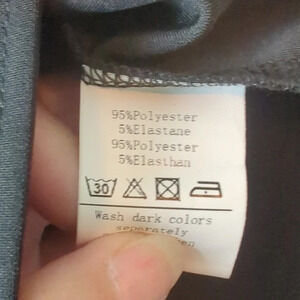 95%Polyester
5%Elastane
95%Polyester
5%Elasthan
30
Wash dark colors
separately